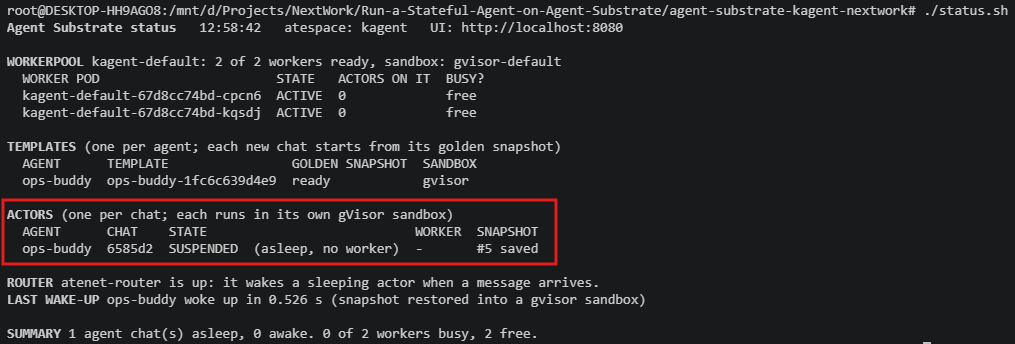 root@DESKTOP-HH9AGO8:/mnt/d/Projects/NextWork/Run-a-Stateful-Agent-on-Agent-Substrate/agent-substrate-kagent-nextwork# ./status.sh
Agent Substrate status   12:58:42   atespace: kagent   UI: http://localhost:8080
WORKERPOOL kagent-default: 2 of 2 workers ready, sandbox: gvisor-default
WORKER POD                       STATE   ACTORS ON IT  BUSY?
kagent-default-67d8cc74bd-cpcn6  ACTIVE  0             free
kagent-default-67d8cc74bd-kqsdj  ACTIVE  0             free
TEMPLATES (one per agent; each new chat starts from its golden snapshot)
AGENT      TEMPLATE                GOLDEN SNAPSHOT  SANDBOX
ops-buddy  ops-buddy-1fc6c639d4e9  ready            gvisor
ACTORS (one per chat; each runs in its own gVisor sandbox)
AGENT      CHAT    STATE                          WORKER  SNAPSHOT
ops-buddy  6585d2  SUSPENDED  (asleep, no worker)  -       #5 saved
ROUTER atenet-router is up: it wakes a sleeping actor when a message arrives.
LAST WAKE-UP ops-buddy woke up in 0.526 s (snapshot restored into a gvisor sandbox)
SUMMARY 1 agent chat(s) asleep, 0 awake. 0 of 2 workers busy, 2 free.